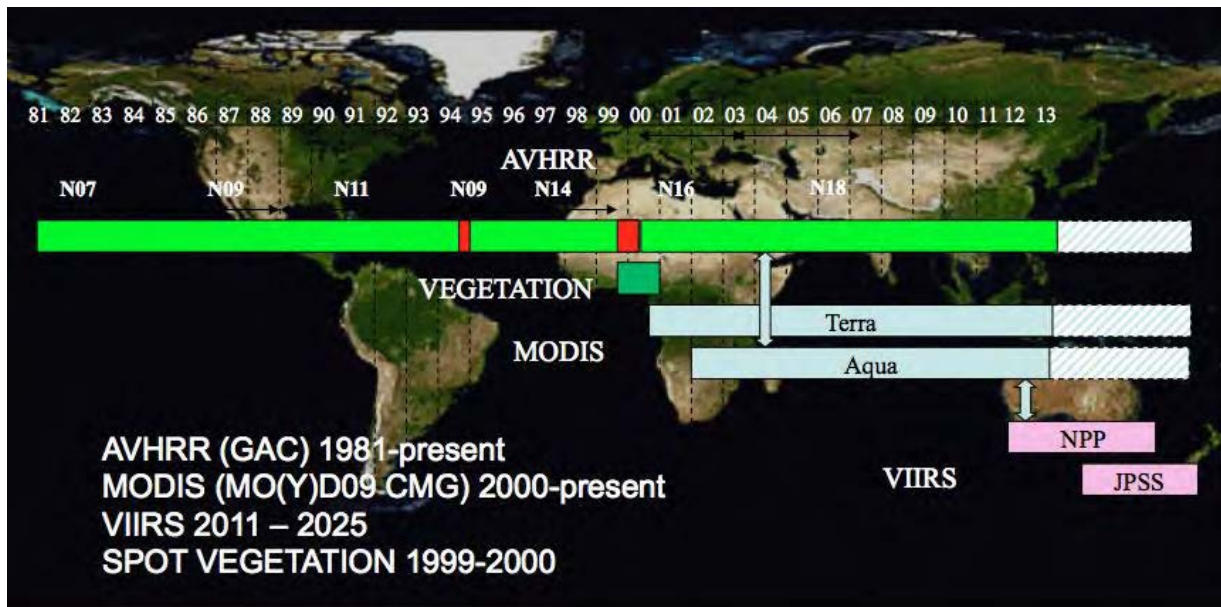 81 82 83 84 85 86 87 88 89 90 91 92 93 94 95 96 97 98 99 00 01 02 03 04 05 06 07 08 09 10 11 12 13
AVHRR
N07 N09 N11 N09 N14 N16 N18
VEGETATION
Terra
MODIS
Aqua
NPP
VIIRS
JPSS
AVHRR (GAC) 1981-present
MODIS (MO(Y)D09 CMG) 2000-present
VIIRS 2011 – 2025
SPOT VEGETATION 1999-2000